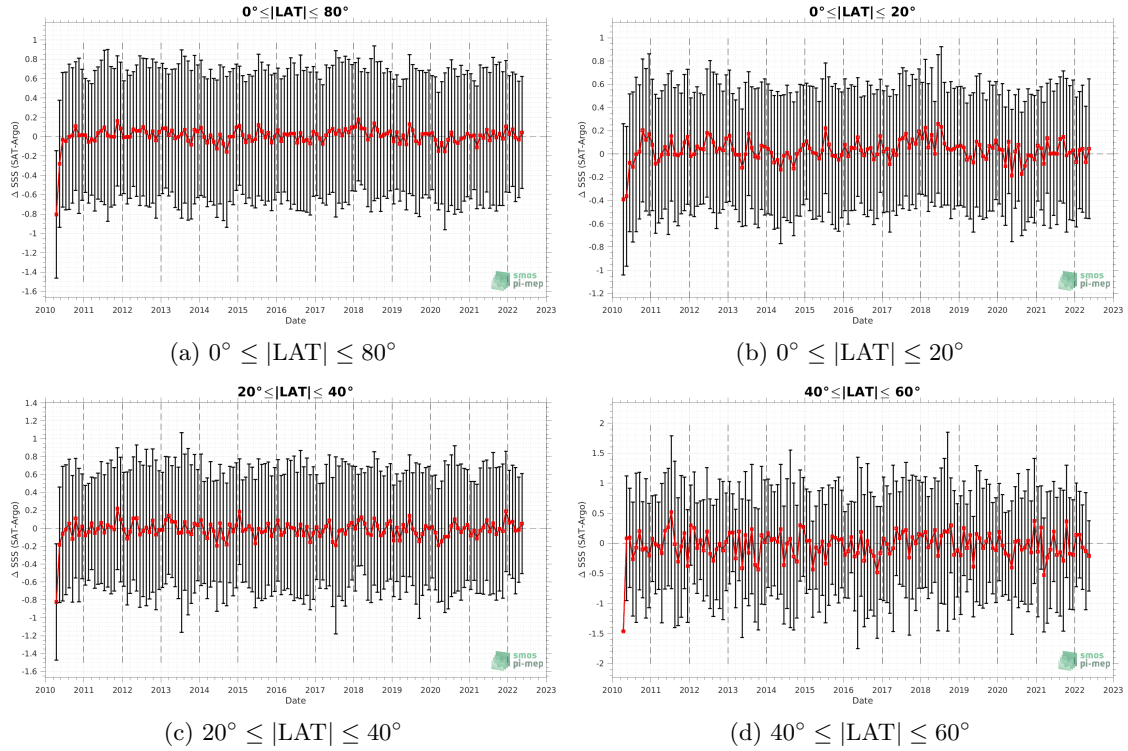 0°≤|LAT|≤ 80°
Δ SSS (SAT-Argo)
1
0.8
0.6
0.4
0.2
0
-0.2
-0.4
-0.6
-0.8
-1
-1.2
-1.4
-1.6
2010 2011 2012 2013 2014 2015 2016 2017 2018 2019 2020 2021 2022 2023
Date
smos
pi-mep
(a) 0° ≤ |LAT| ≤ 80°
0°≤|LAT|≤ 20°
Δ SSS (SAT-Argo)
1
0.8
0.6
0.4
0.2
0
-0.2
-0.4
-0.6
-0.8
-1
-1.2
2010 2011 2012 2013 2014 2015 2016 2017 2018 2019 2020 2021 2022 2023
Date
smos
pi-mep
(b) 0° ≤ |LAT| ≤ 20°
20°≤|LAT|≤ 40°
Δ SSS (SAT-Argo)
1.4
1.2
1
0.8
0.6
0.4
0.2
0
-0.2
-0.4
-0.6
-0.8
-1
-1.2
-1.4
-1.6
2010 2011 2012 2013 2014 2015 2016 2017 2018 2019 2020 2021 2022 2023
Date
smos
pi-mep
(c) 20° ≤ |LAT| ≤ 40°
40°≤|LAT|≤ 60°
Δ SSS (SAT-Argo)
2
1.5
1
0.5
0
-0.5
-1
-1.5
-2
2010 2011 2012 2013 2014 2015 2016 2017 2018 2019 2020 2021 2022 2023
Date
smos
pi-mep
(d) 40° ≤ |LAT| ≤ 60°